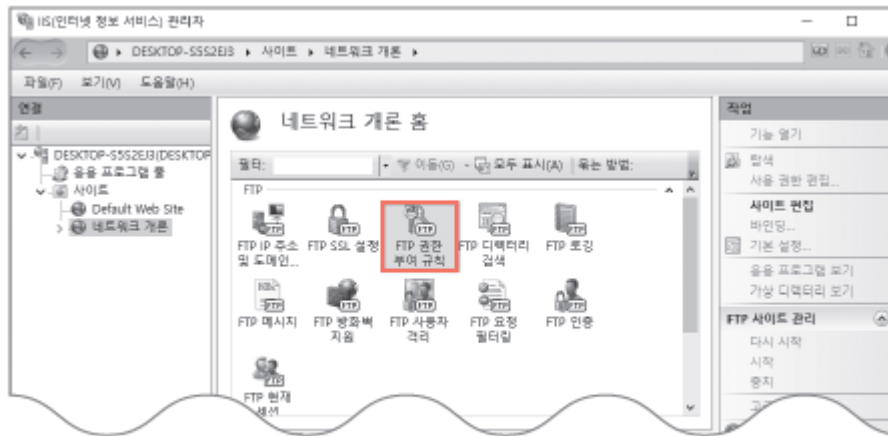 IIS(인터넷 정보 서비스) 관리자
DESKTOP-S5S2EJ3 ▸ 사이트 ▸ 네트워크 개론 ▸
파일(F) 보기(V) 도움말(H)
연결
DESKTOP-S5S2EJ3(DESKTOP
응용 프로그램 풀
사이트
Default Web Site
네트워크 개론
네트워크 개론 홈
필터: 이동(G) 모두 표시(A) 묶는 방법:
FTP
FTP IP 주소 및 도메인...
FTP SSL 설정
FTP 권한 부여 규칙
FTP 디렉터리 검색
FTP 로깅
FTP 메시지
FTP 방화벽 지원
FTP 사용자 격리
FTP 요청 필터링
FTP 인증
FTP 현재 세션
작업
기능 열기
탐색
사용 권한 편집...
사이트 편집
바인딩...
기본 설정...
응용 프로그램 보기
가상 디렉터리 보기
FTP 사이트 관리
다시 시작
시작
중지